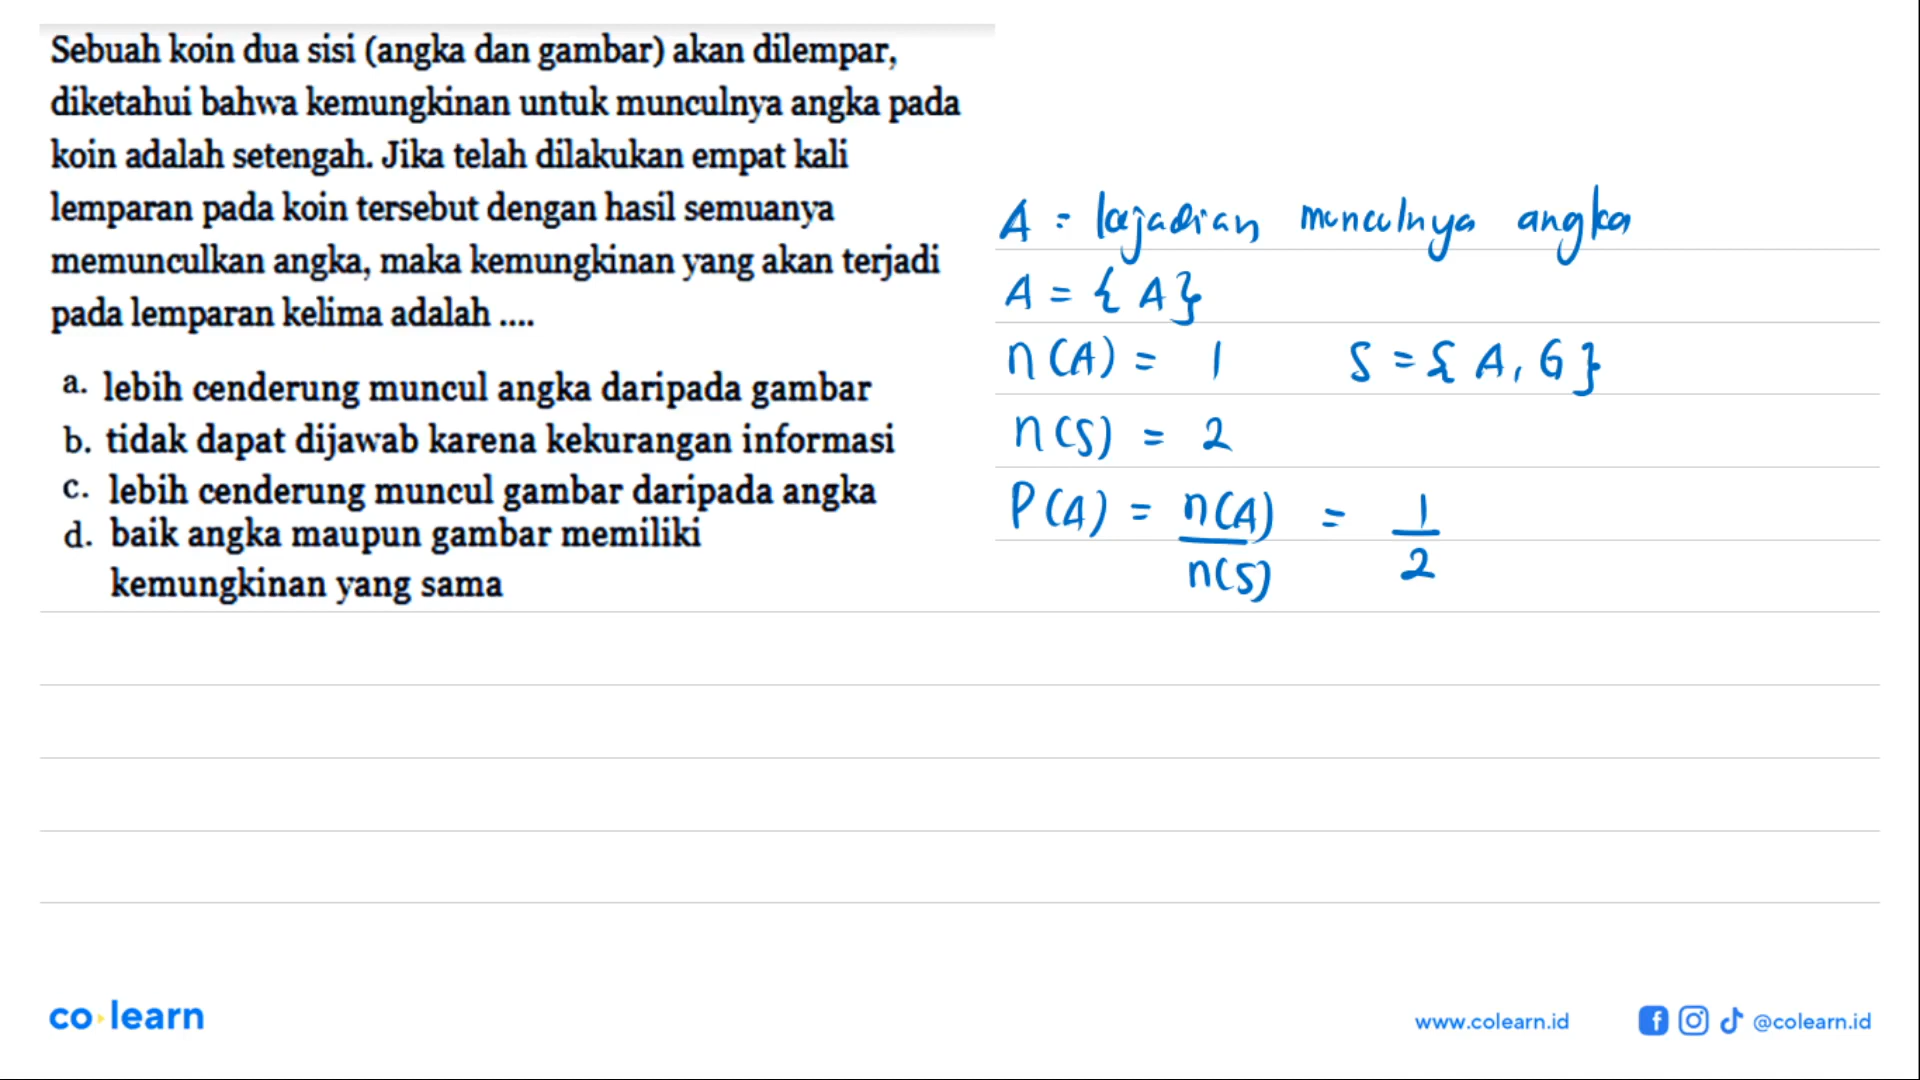 Sebuah koin dua sisi (angka dan gambar) akan dilempar,
diketahui bahwa kemungkinan untuk munculnya angka pada
koin adalah setengah. Jika telah dilakukan empat kali
lemparan pada koin tersebut dengan hasil semuanya
memunculkan angka, maka kemungkinan yang akan terjadi
pada lemparan kelima adalah ....
a. lebih cenderung muncul angka daripada gambar
b. tidak dapat dijawab karena kekurangan informasi
c. lebih cenderung muncul gambar daripada angka
d. baik angka maupun gambar memiliki
kemungkinan yang sama
A = kejadian munculnya angka
A = { A }
n(A) = 1 S = { A, G }
n(S) = 2
P(A) = n(A)/n(S) = 1/2
co learn
www.colearn.id @colearn.id